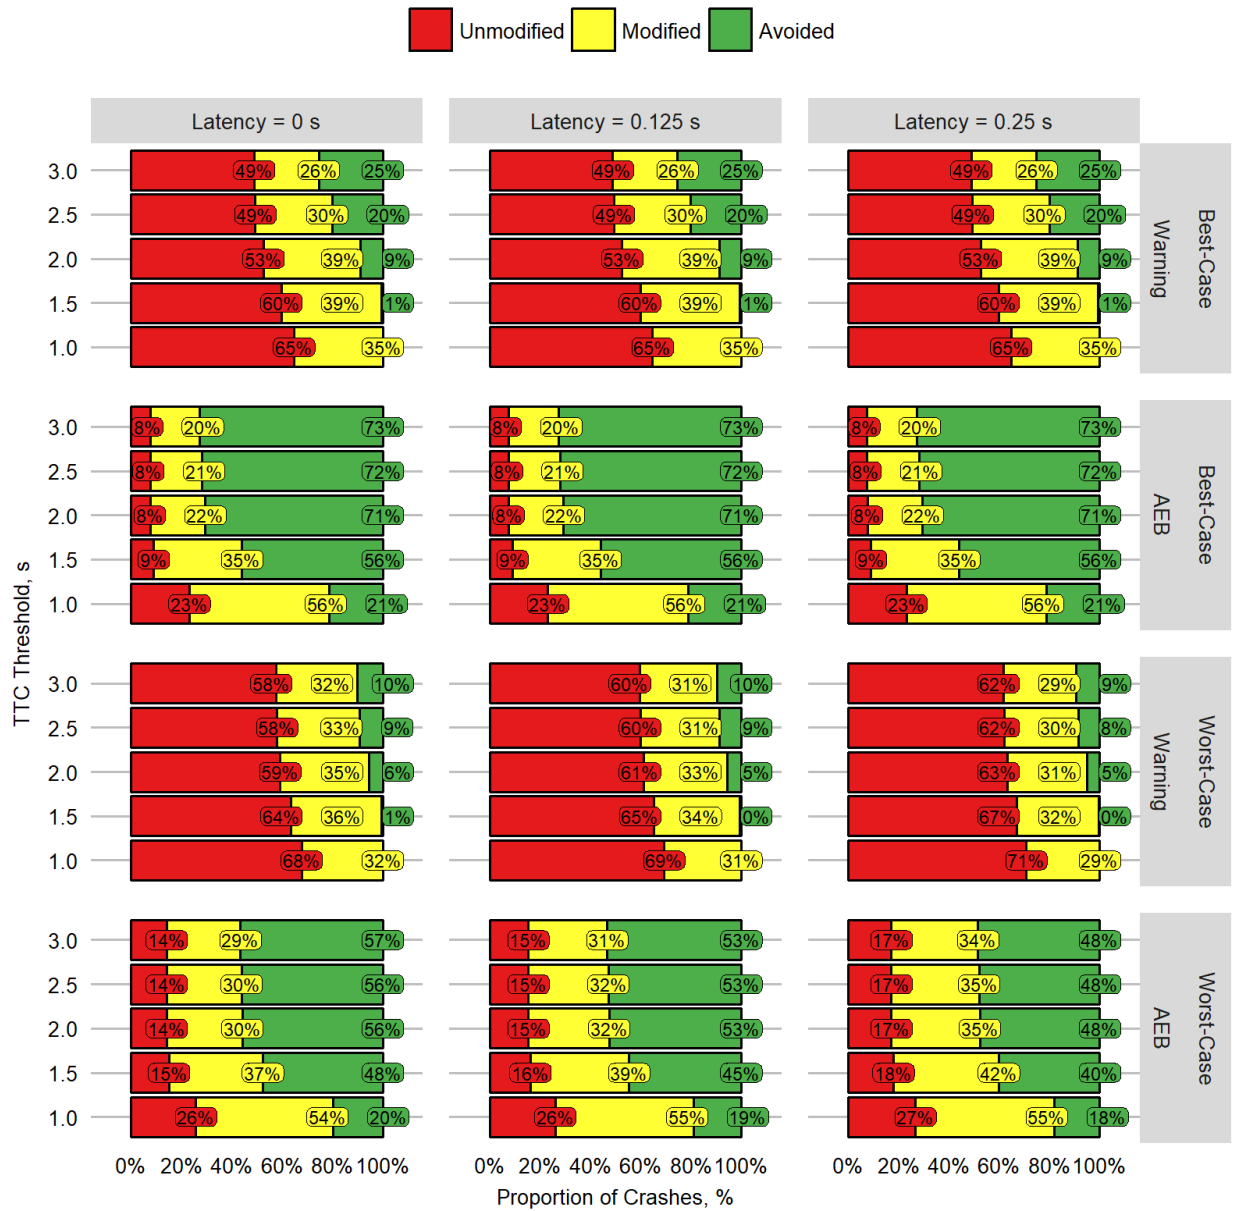 Unmodified Modified Avoided
Latency = 0 s Latency = 0.125 s Latency = 0.25 s
3.0 49% 26% 25% 49% 26% 25% 49% 26% 25%
2.5 49% 30% 20% 49% 30% 20% 49% 30% 20%
2.0 53% 39% 9% 53% 39% 9% 53% 39% 9%
1.5 60% 39% 1% 60% 39% 1% 60% 39% 1%
1.0 65% 35% 65% 35% 65% 35%
Best-Case
Warning
3.0 8% 20% 73% 8% 20% 73% 8% 20% 73%
2.5 8% 21% 72% 8% 21% 72% 8% 21% 72%
2.0 8% 22% 71% 8% 22% 71% 8% 22% 71%
1.5 9% 35% 56% 9% 35% 56% 9% 35% 56%
1.0 23% 56% 21% 23% 56% 21% 23% 56% 21%
Best-Case
AEB
TTC Threshold, s
3.0 58% 32% 10% 60% 31% 10% 62% 29% 9%
2.5 58% 33% 9% 60% 31% 9% 62% 30% 8%
2.0 59% 35% 6% 61% 33% 5% 63% 31% 5%
1.5 64% 36% 1% 65% 34% 0% 67% 32% 0%
1.0 68% 32% 69% 31% 71% 29%
Worst-Case
Warning
3.0 14% 29% 57% 15% 31% 53% 17% 34% 48%
2.5 14% 30% 56% 15% 32% 53% 17% 35% 48%
2.0 14% 30% 56% 15% 32% 53% 17% 35% 48%
1.5 15% 37% 48% 16% 39% 45% 18% 42% 40%
1.0 26% 54% 20% 26% 55% 19% 27% 55% 18%
Worst-Case
AEB
0% 20% 40% 60% 80% 100% 0% 20% 40% 60% 80% 100% 0% 20% 40% 60% 80% 100%
Proportion of Crashes, %